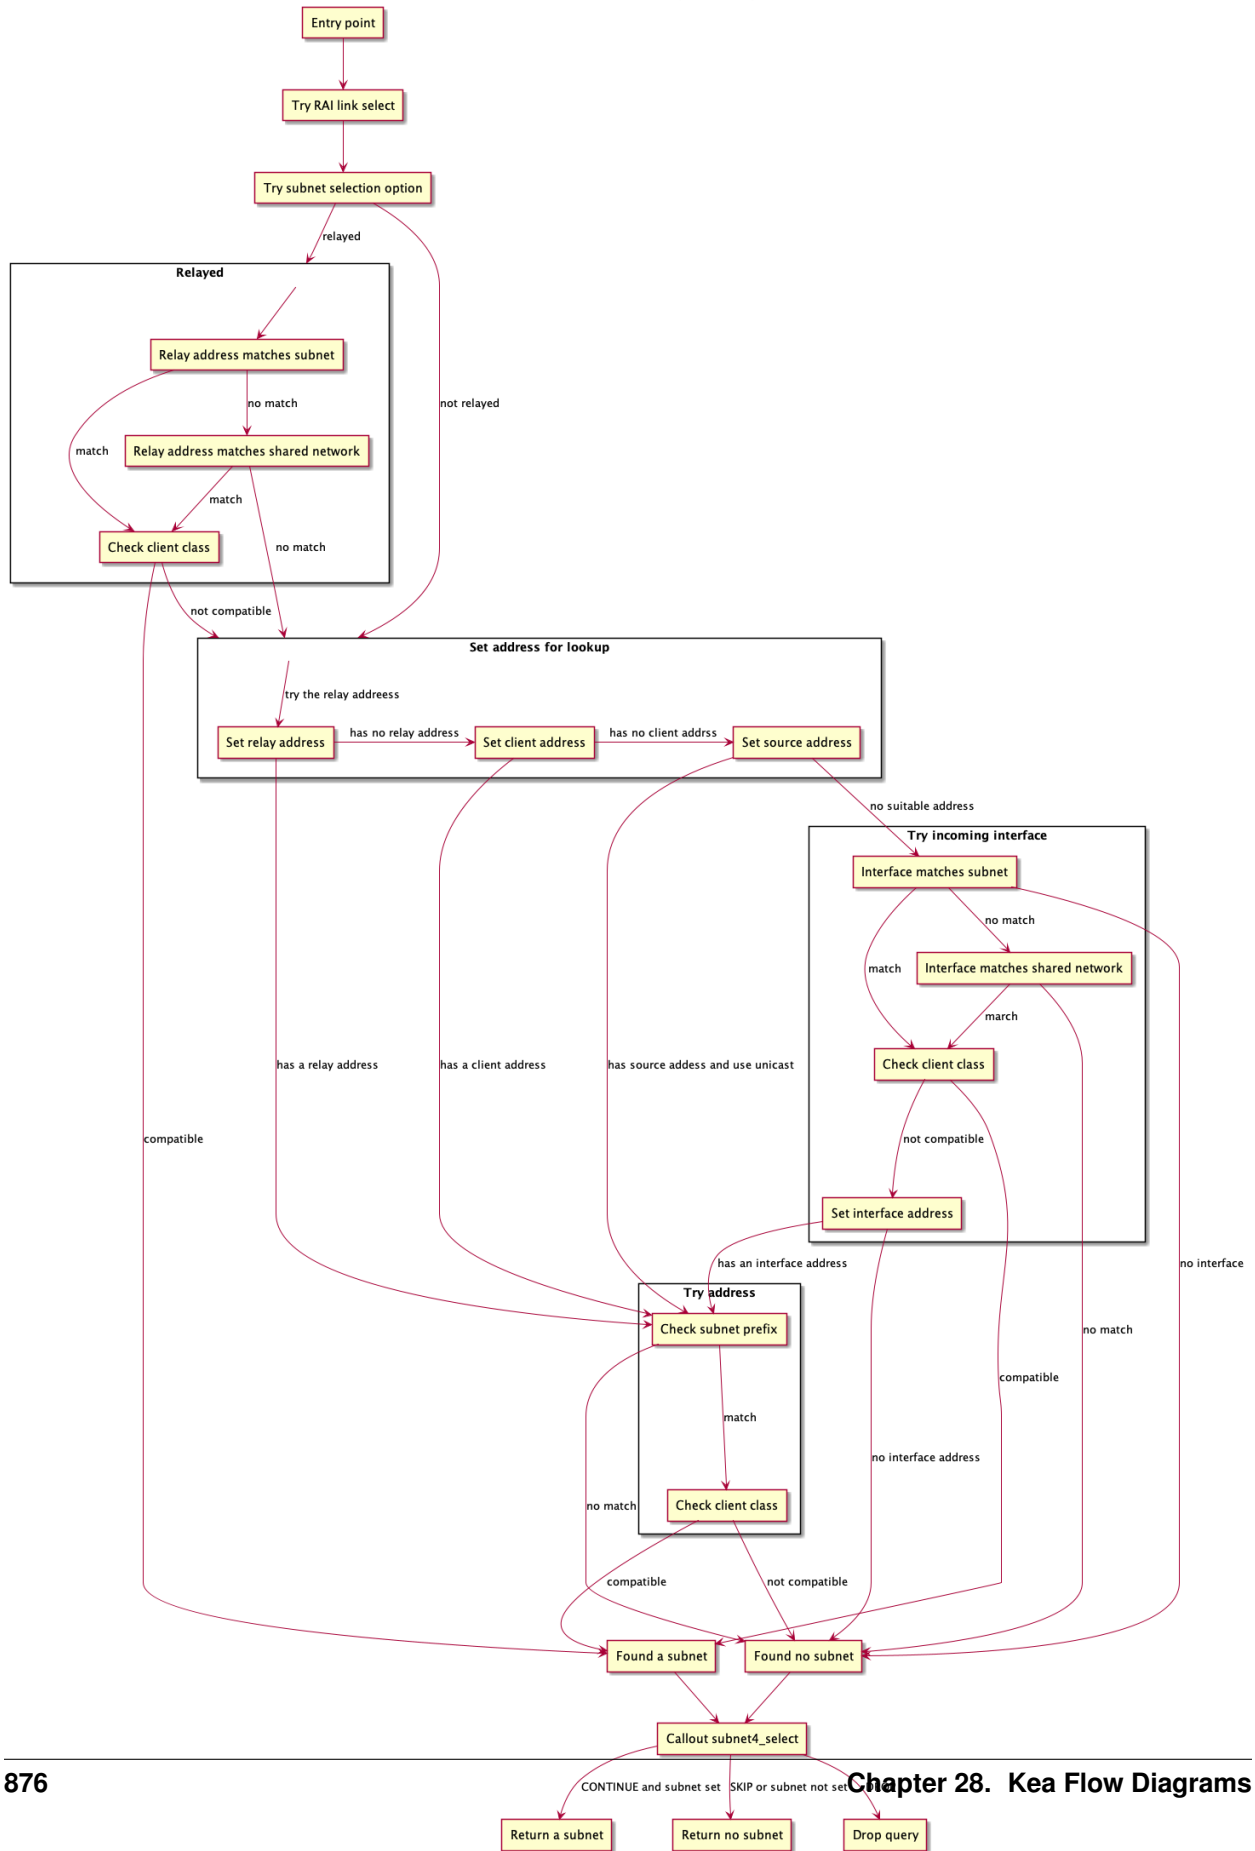 Entry point
Try RAI link select
Try subnet selection option
relayed
Relayed
Relay address matches subnet
no match
not relayed
match
Relay address matches shared network
match
Check client class
no match
not compatible
Set address for lookup
try the relay addreess
Set relay address
has no relay address
Set client address
has no client addrss
Set source address
no suitable address
Try incoming interface
Interface matches subnet
no match
match
Interface matches shared network
march
Check client class
has a relay address
has a client address
has source addess and use unicast
compatible
not compatible
Set interface address
has an interface address
no interface
Try address
Check subnet prefix
no match
compatible
match
no interface address
Check client class
no match
compatible
not compatible
Found a subnet
Found no subnet
Callout subnet4_select
876
Chapter 28. Kea Flow Diagrams
CONTINUE and subnet set
SKIP or subnet not set
Return a subnet
Return no subnet
Drop query